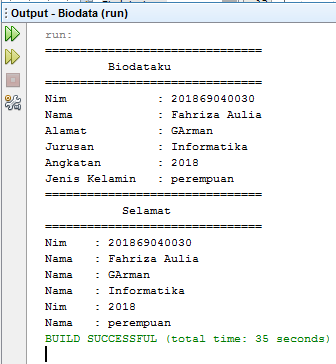 Output - Biodata (run)
run:
===============================
Biodataku
===============================
Nim : 201869040030
Nama : Fahriza Aulia
Alamat : GArman
Jurusan : Informatika
Angkatan : 2018
Jenis Kelamin : perempuan
===============================
Selamat
===============================
Nim : 201869040030
Nama : Fahriza Aulia
Nama : GArman
Nama : Informatika
Nim : 2018
Nama : perempuan
BUILD SUCCESSFUL (total time: 35 seconds)